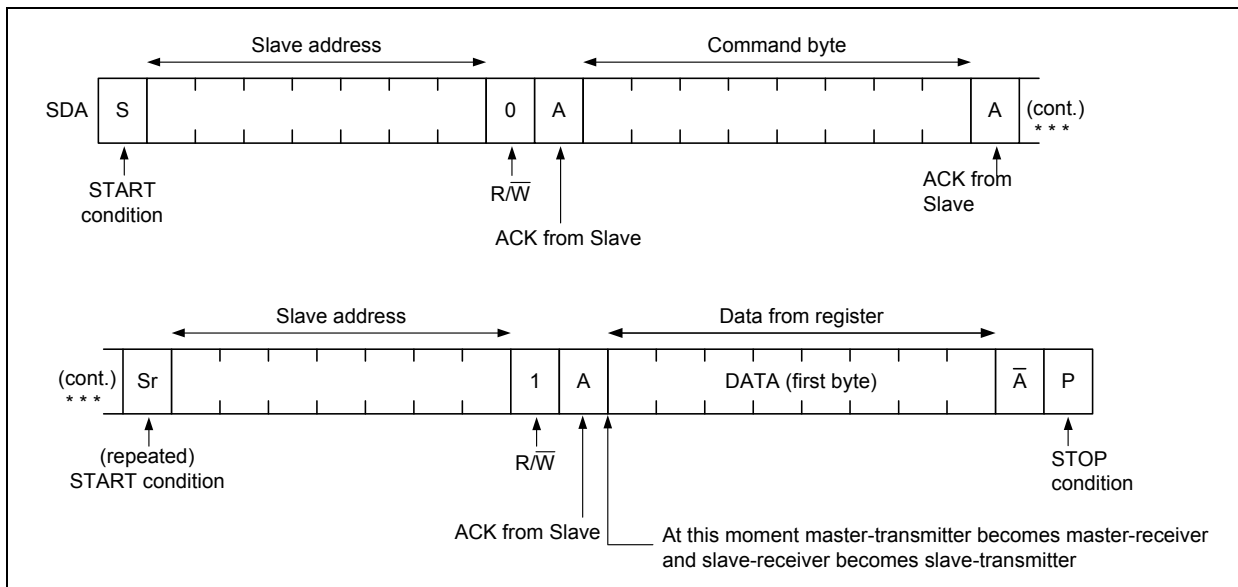 Slave address
Command byte
SDA
S
0
A
A
(cont.)
* * *
START
condition
R/W̅
ACK from Slave
ACK from
Slave
Slave address
Data from register
(cont.)
* * *
Sr
1
A
DATA (first byte)
A̅
P
(repeated)
START condition
R/W̅
STOP
condition
ACK from Slave
At this moment master-transmitter becomes master-receiver
and slave-receiver becomes slave-transmitter